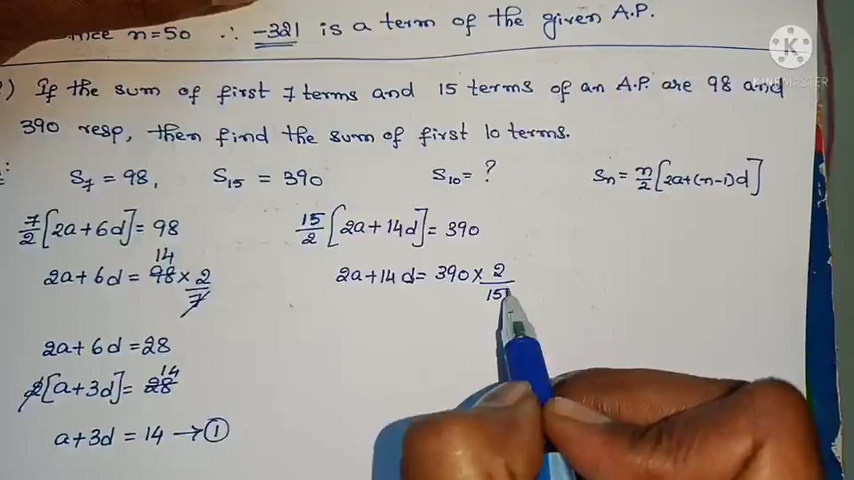 n=50 ∴ -321 is a term of the given A.P.
K
KINEMASTER
) If the sum of first 7 terms and 15 terms of an A.P. are 98 and
390 resp, then find the sum of first 10 terms.
S₇ = 98, S₁₅ = 390 S₁₀ = ? Sn = n/2 [2a+(n-1)d]
7/2 [2a+6d] = 98 15/2 [2a+14d] = 390
14
2a+6d = 98 × 2/7 2a+14d = 390 × 2/15
2a+6d = 28
14
2[a+3d] = 28
a+3d = 14 → ①